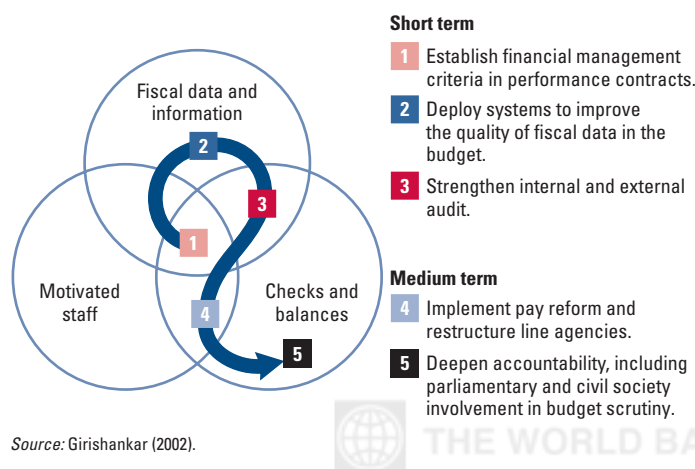 Fiscal data and
information
2
3
1
Motivated
staff
Checks and
balances
4
5
Short term
1 Establish financial management
criteria in performance contracts.
2 Deploy systems to improve
the quality of fiscal data in the
budget.
3 Strengthen internal and external
audit.
Medium term
4 Implement pay reform and
restructure line agencies.
5 Deepen accountability, including
parliamentary and civil society
involvement in budget scrutiny.
Source: Girishankar (2002).
THE WORLD BA